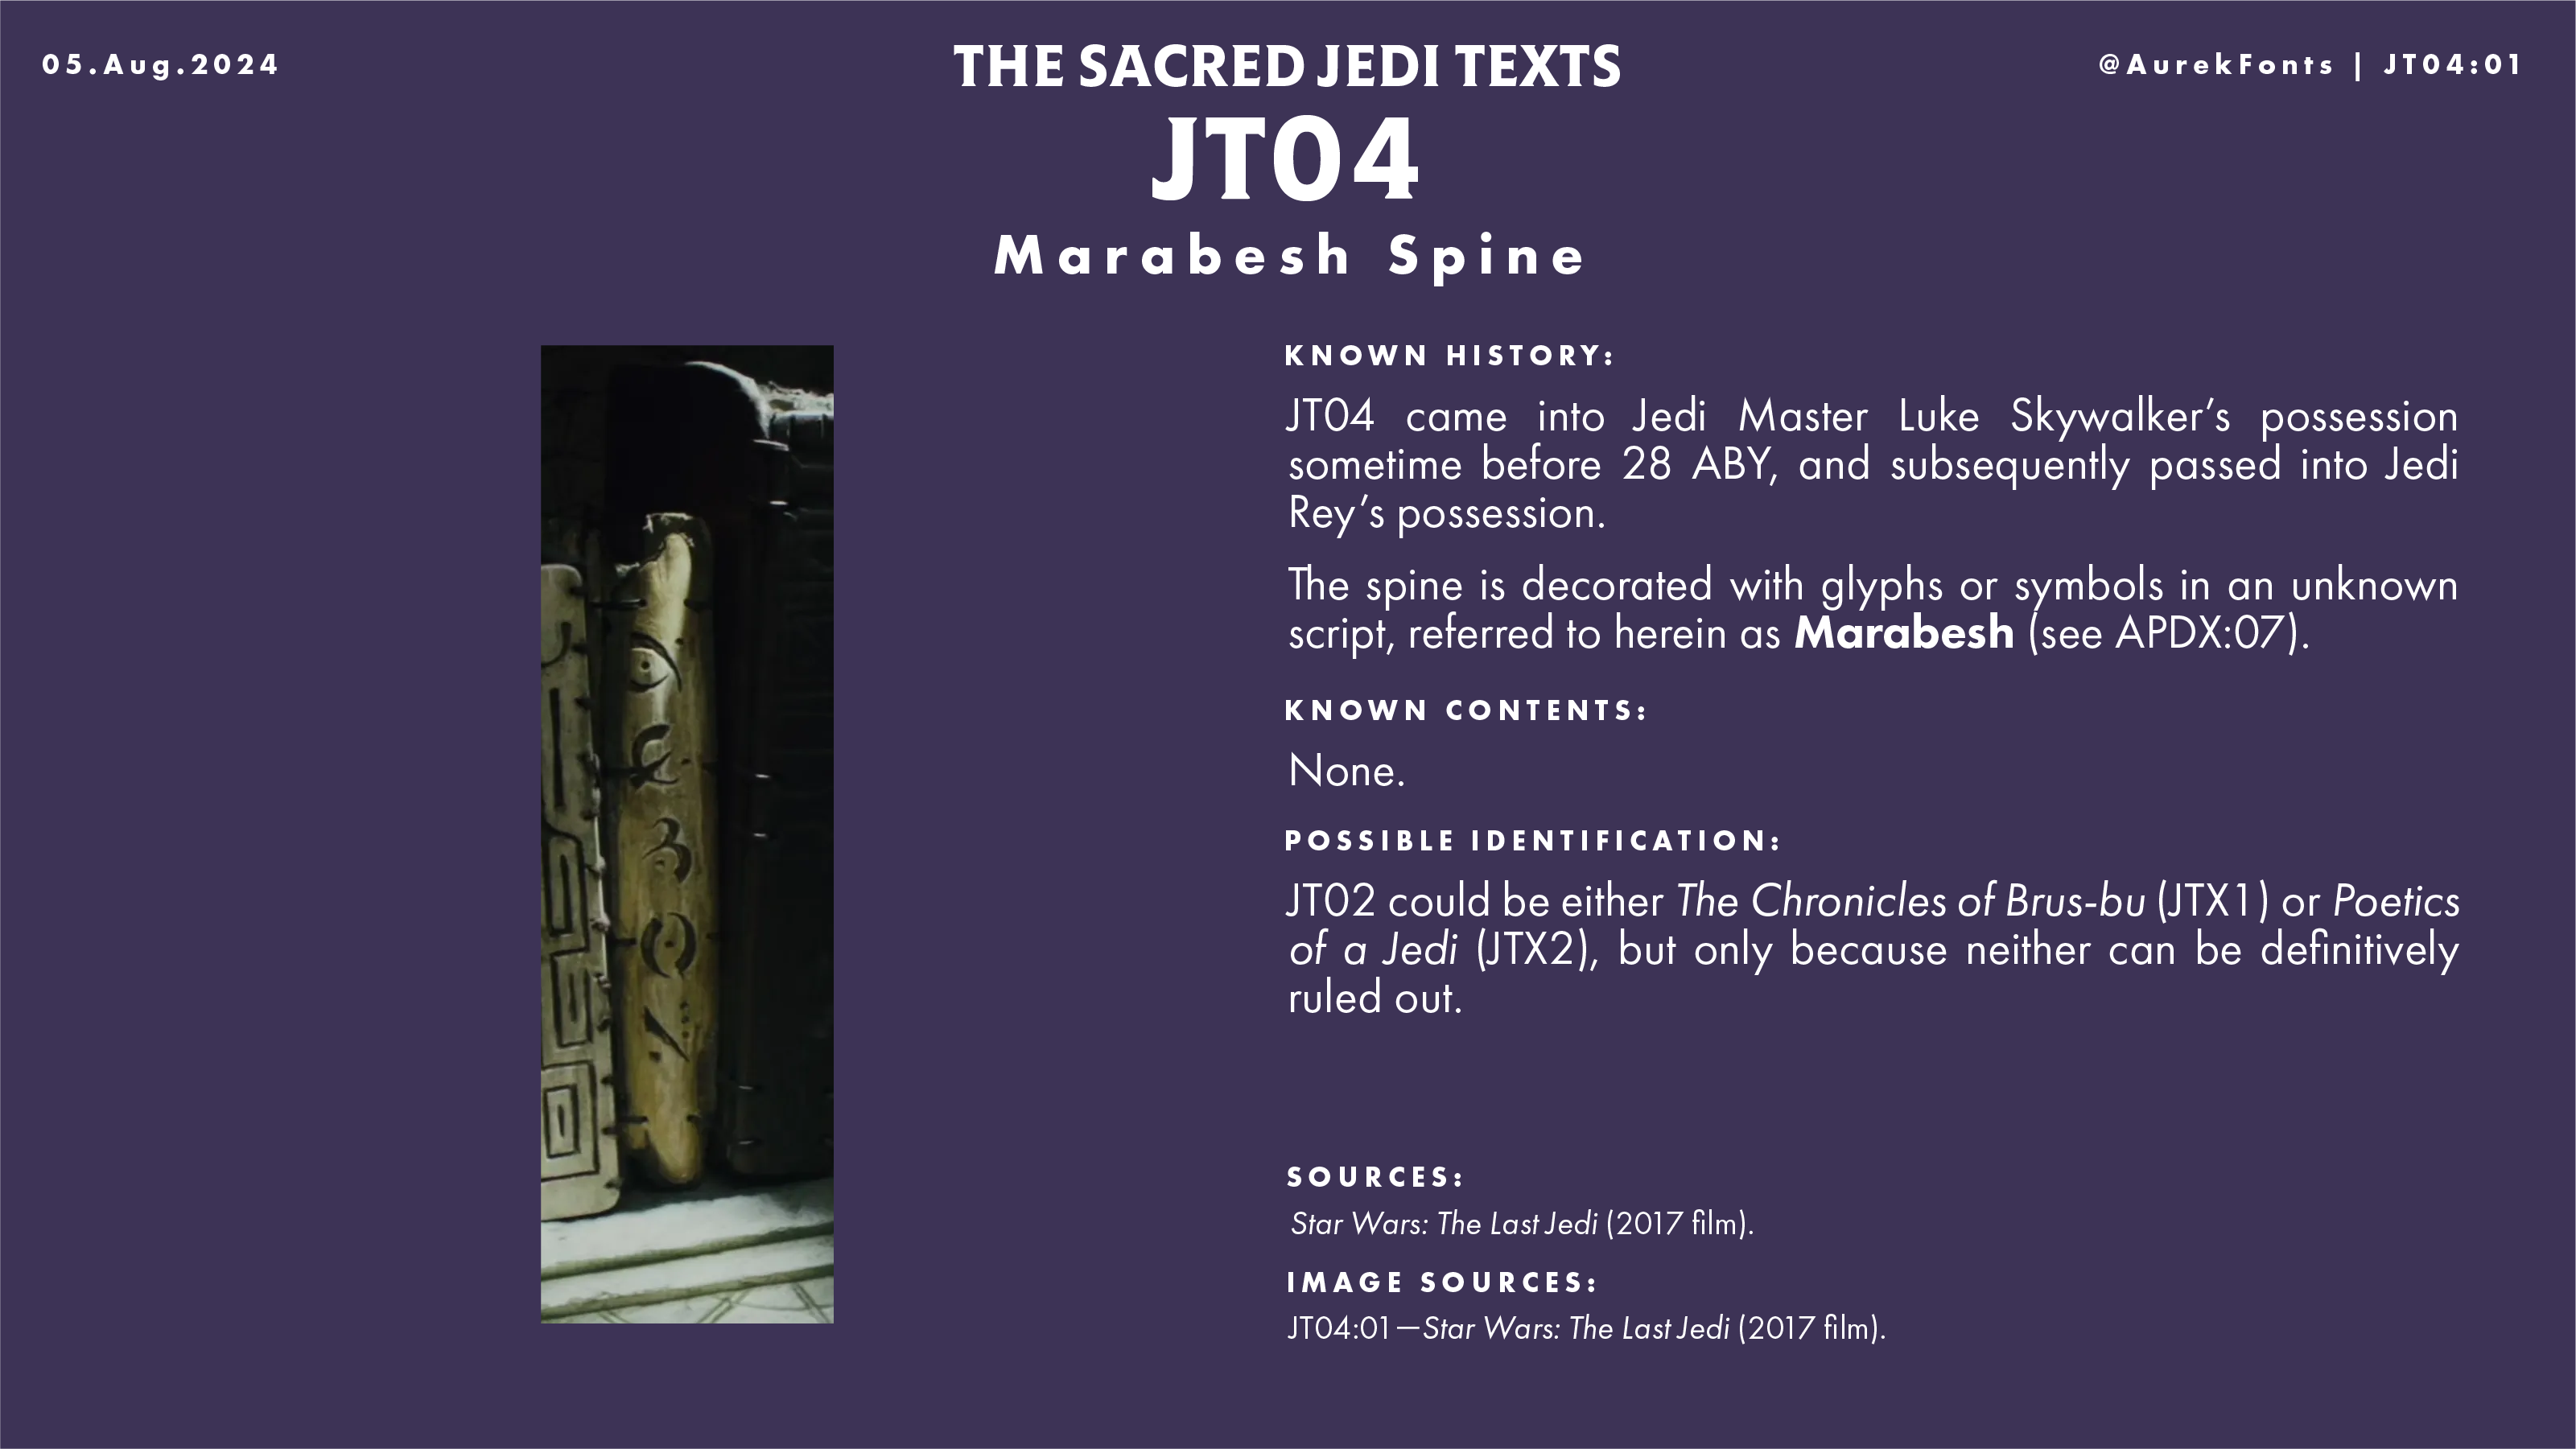 05.Aug.2024
THE SACRED JEDI TEXTS
@AurekFonts | JT04:01
JT04
Marabesh Spine
KNOWN HISTORY:
JT04 came into Jedi Master Luke Skywalker’s possession
sometime before 28 ABY, and subsequently passed into Jedi
Rey’s possession.
The spine is decorated with glyphs or symbols in an unknown
script, referred to herein as Marabesh (see APDX:07).
KNOWN CONTENTS:
None.
POSSIBLE IDENTIFICATION:
JT02 could be either The Chronicles of Brus-bu (JTX1) or Poetics
of a Jedi (JTX2), but only because neither can be definitively
ruled out.
SOURCES:
Star Wars: The Last Jedi (2017 film).
IMAGE SOURCES:
JT04:01—Star Wars: The Last Jedi (2017 film).